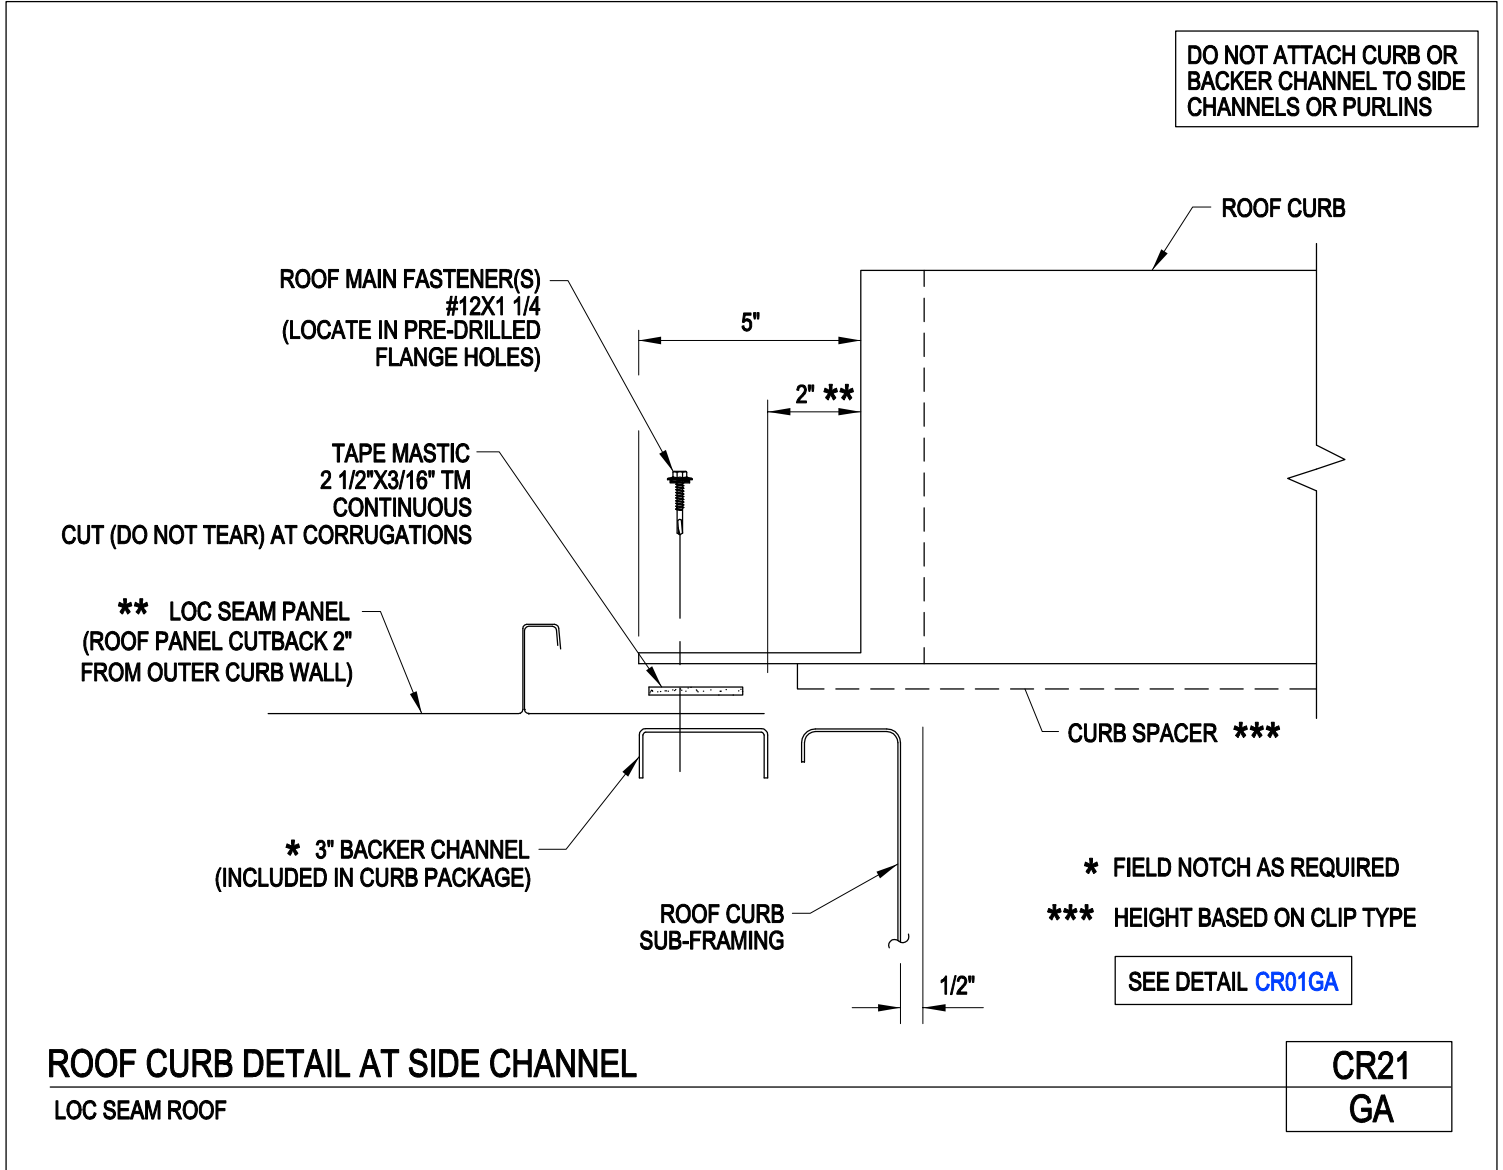 DO NOT ATTACH CURB OR
BACKER CHANNEL TO SIDE
CHANNELS OR PURLINS
ROOF CURB
ROOF MAIN FASTENER(S)
#12X1 1/4
(LOCATE IN PRE-DRILLED
FLANGE HOLES)
5"
2" **
TAPE MASTIC
2 1/2"X3/16" TM
CONTINUOUS
CUT (DO NOT TEAR) AT CORRUGATIONS
** LOC SEAM PANEL
(ROOF PANEL CUTBACK 2"
FROM OUTER CURB WALL)
CURB SPACER ***
* 3" BACKER CHANNEL
(INCLUDED IN CURB PACKAGE)
ROOF CURB
SUB-FRAMING
* FIELD NOTCH AS REQUIRED
*** HEIGHT BASED ON CLIP TYPE
SEE DETAIL CR01GA
1/2"
ROOF CURB DETAIL AT SIDE CHANNEL
LOC SEAM ROOF
CR21
GA